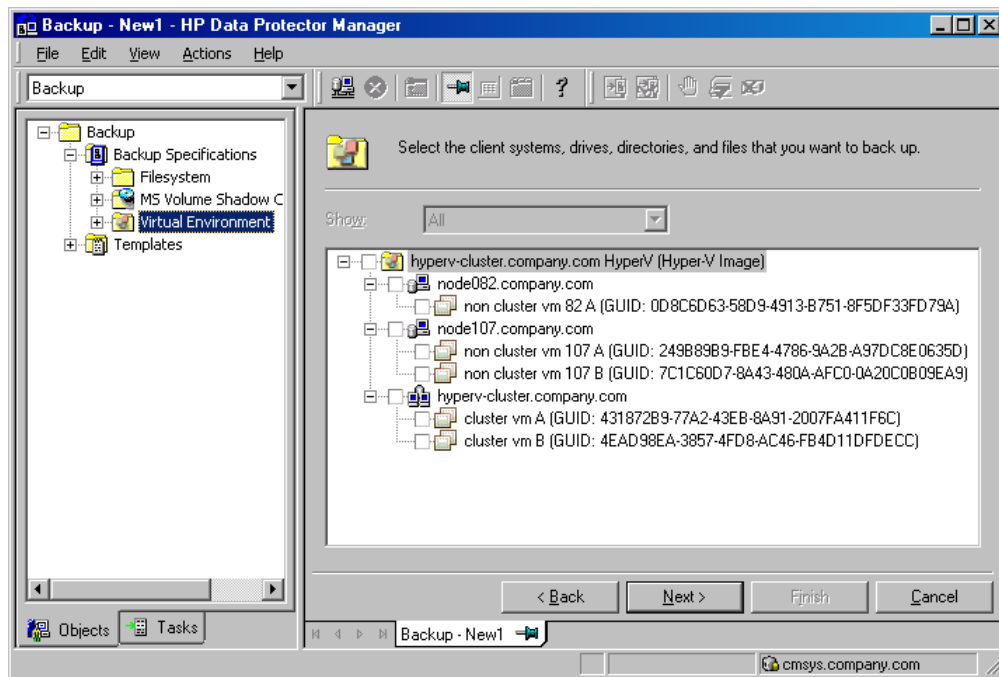 Backup - New1 - HP Data Protector Manager
File Edit View Actions Help
Backup
Backup
Backup Specifications
Filesystem
MS Volume Shadow C
Virtual Environment
Templates
Objects Tasks
Select the client systems, drives, directories, and files that you want to back up.
Show: All
hyperv-cluster.company.com HyperV (Hyper-V Image)
node082.company.com
non cluster vm 82 A (GUID: 0D8C6D63-58D9-4913-B751-8F5DF33FD79A)
node107.company.com
non cluster vm 107 A (GUID: 249B89B9-FBE4-4786-9A2B-A97DC8E0635D)
non cluster vm 107 B (GUID: 7C1C60D7-8A43-480A-AFC0-0A20C0B09EA9)
hyperv-cluster.company.com
cluster vm A (GUID: 431872B9-77A2-43EB-8A91-2007FA411F6C)
cluster vm B (GUID: 4EAD98EA-3857-4FD8-AC46-FB4D11DFDECC)
< Back Next > Finish Cancel
Backup - New1
cmsys.company.com